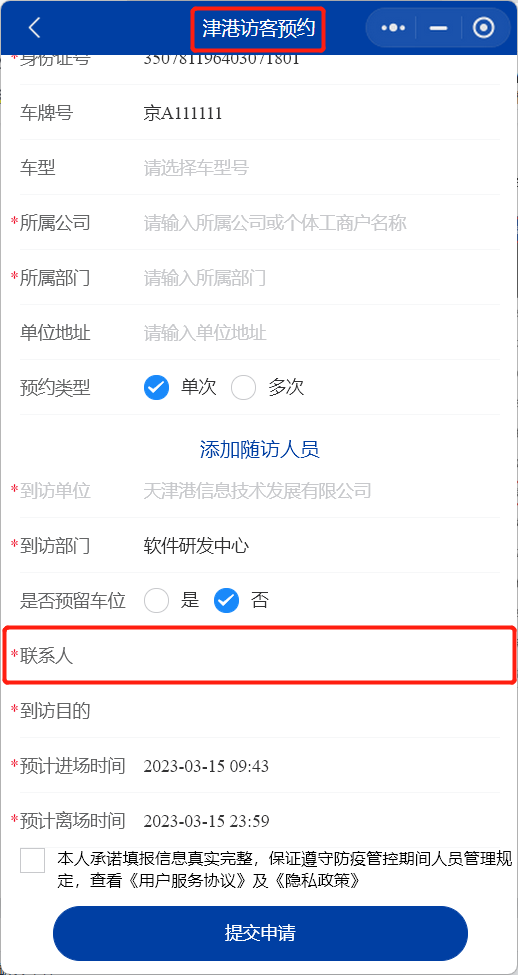 津港访客预约
*身份证号 350781196403071801
车牌号 京A111111
车型 请选择车型号
*所属公司 请输入所属公司或个体工商户名称
*所属部门 请输入所属部门
单位地址 请输入单位地址
预约类型 单次 多次
添加随访人员
*到访单位 天津港信息技术发展有限公司
*到访部门 软件研发中心
是否预留车位 是 否
*联系人
*到访目的
*预计进场时间 2023-03-15 09:43
*预计离场时间 2023-03-15 23:59
本人承诺填报信息真实完整，保证遵守防疫管控期间人员管理规
定，查看《用户服务协议》及《隐私政策》
提交申请